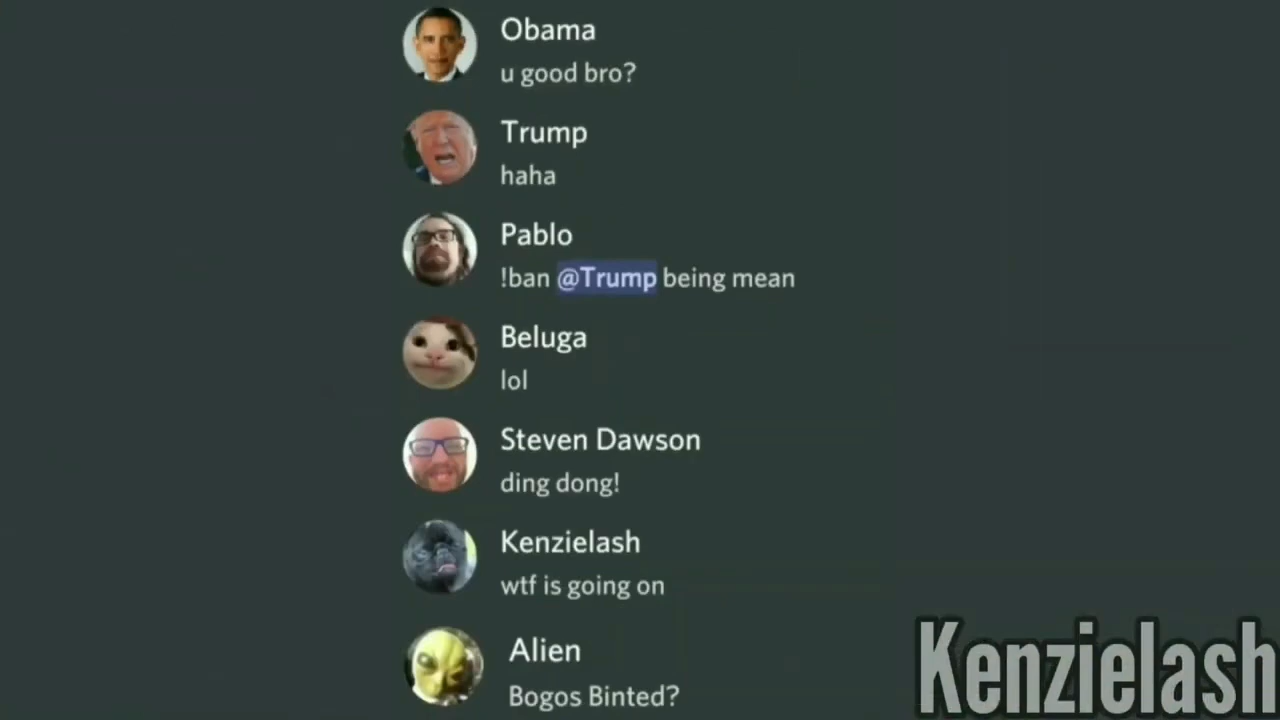 Obama
u good bro?
Trump
haha
Pablo
!ban @Trump being mean
Beluga
lol
Steven Dawson
ding dong!
Kenzielash
wtf is going on
Alien
Bogos Binted?
Kenzielash